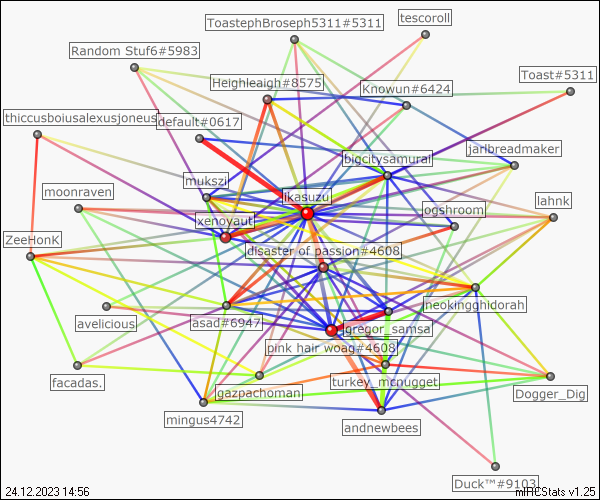 tescoroll
ToastephBroseph5311#5311
Random Stuf6#5983
Toast#5311
Heighleaigh#8575
Knowun#6424
thiccusboiusalexusjoneus
default#0617
jarlbreadmaker
bigcitysamurai
mukszi
ikasuzu
moonraven
lahnk
ogshroom
xenoyaut
ZeeHonK
disaster of passion#4608
neokingghidorah
avelicious
asad#6947
gregor_samsa
pink hair woag#4608
facadas.
turkey_mcnugget
gazpachoman
Dogger_Dig
mingus4742
andnewbees
Duck™#9103
24.12.2023 14:56
mIRCStats v1.25